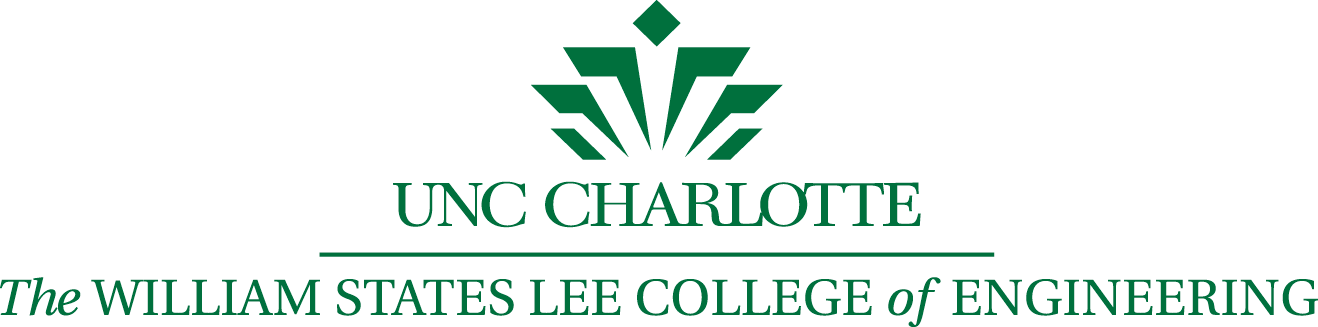 UNC CHARLOTTE
The WILLIAM STATES LEE COLLEGE of ENGINEERING